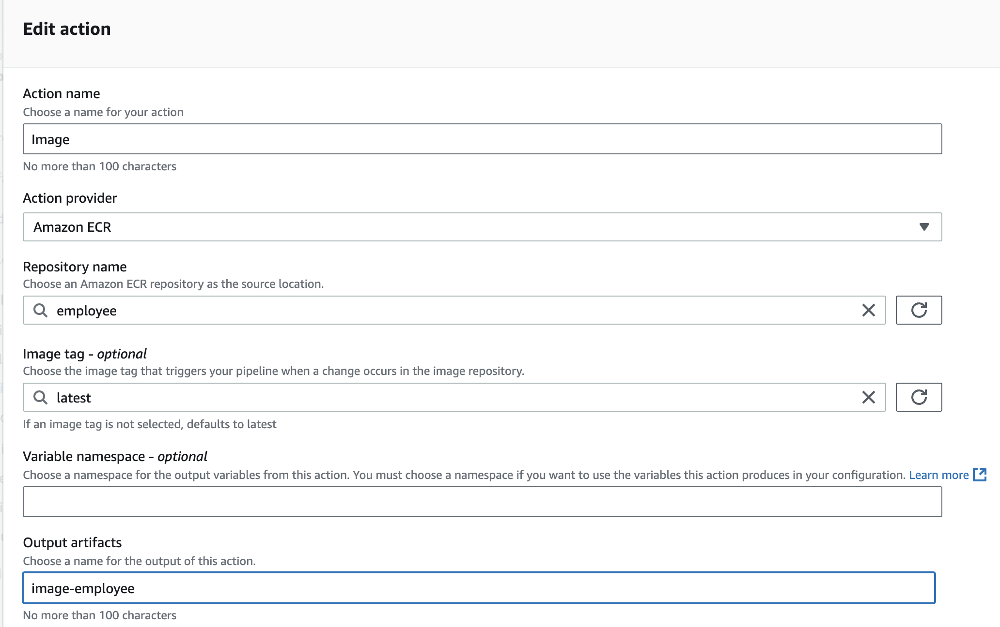 Edit action
Action name
Choose a name for your action
Image
No more than 100 characters
Action provider
Amazon ECR
Repository name
Choose an Amazon ECR repository as the source location.
employee
Image tag - optional
Choose the image tag that triggers your pipeline when a change occurs in the image repository.
latest
If an image tag is not selected, defaults to latest
Variable namespace - optional
Choose a namespace for the output variables from this action. You must choose a namespace if you want to use the variables this action produces in your configuration. Learn more
Output artifacts
Choose a name for the output of this action.
image-employee
No more than 100 characters